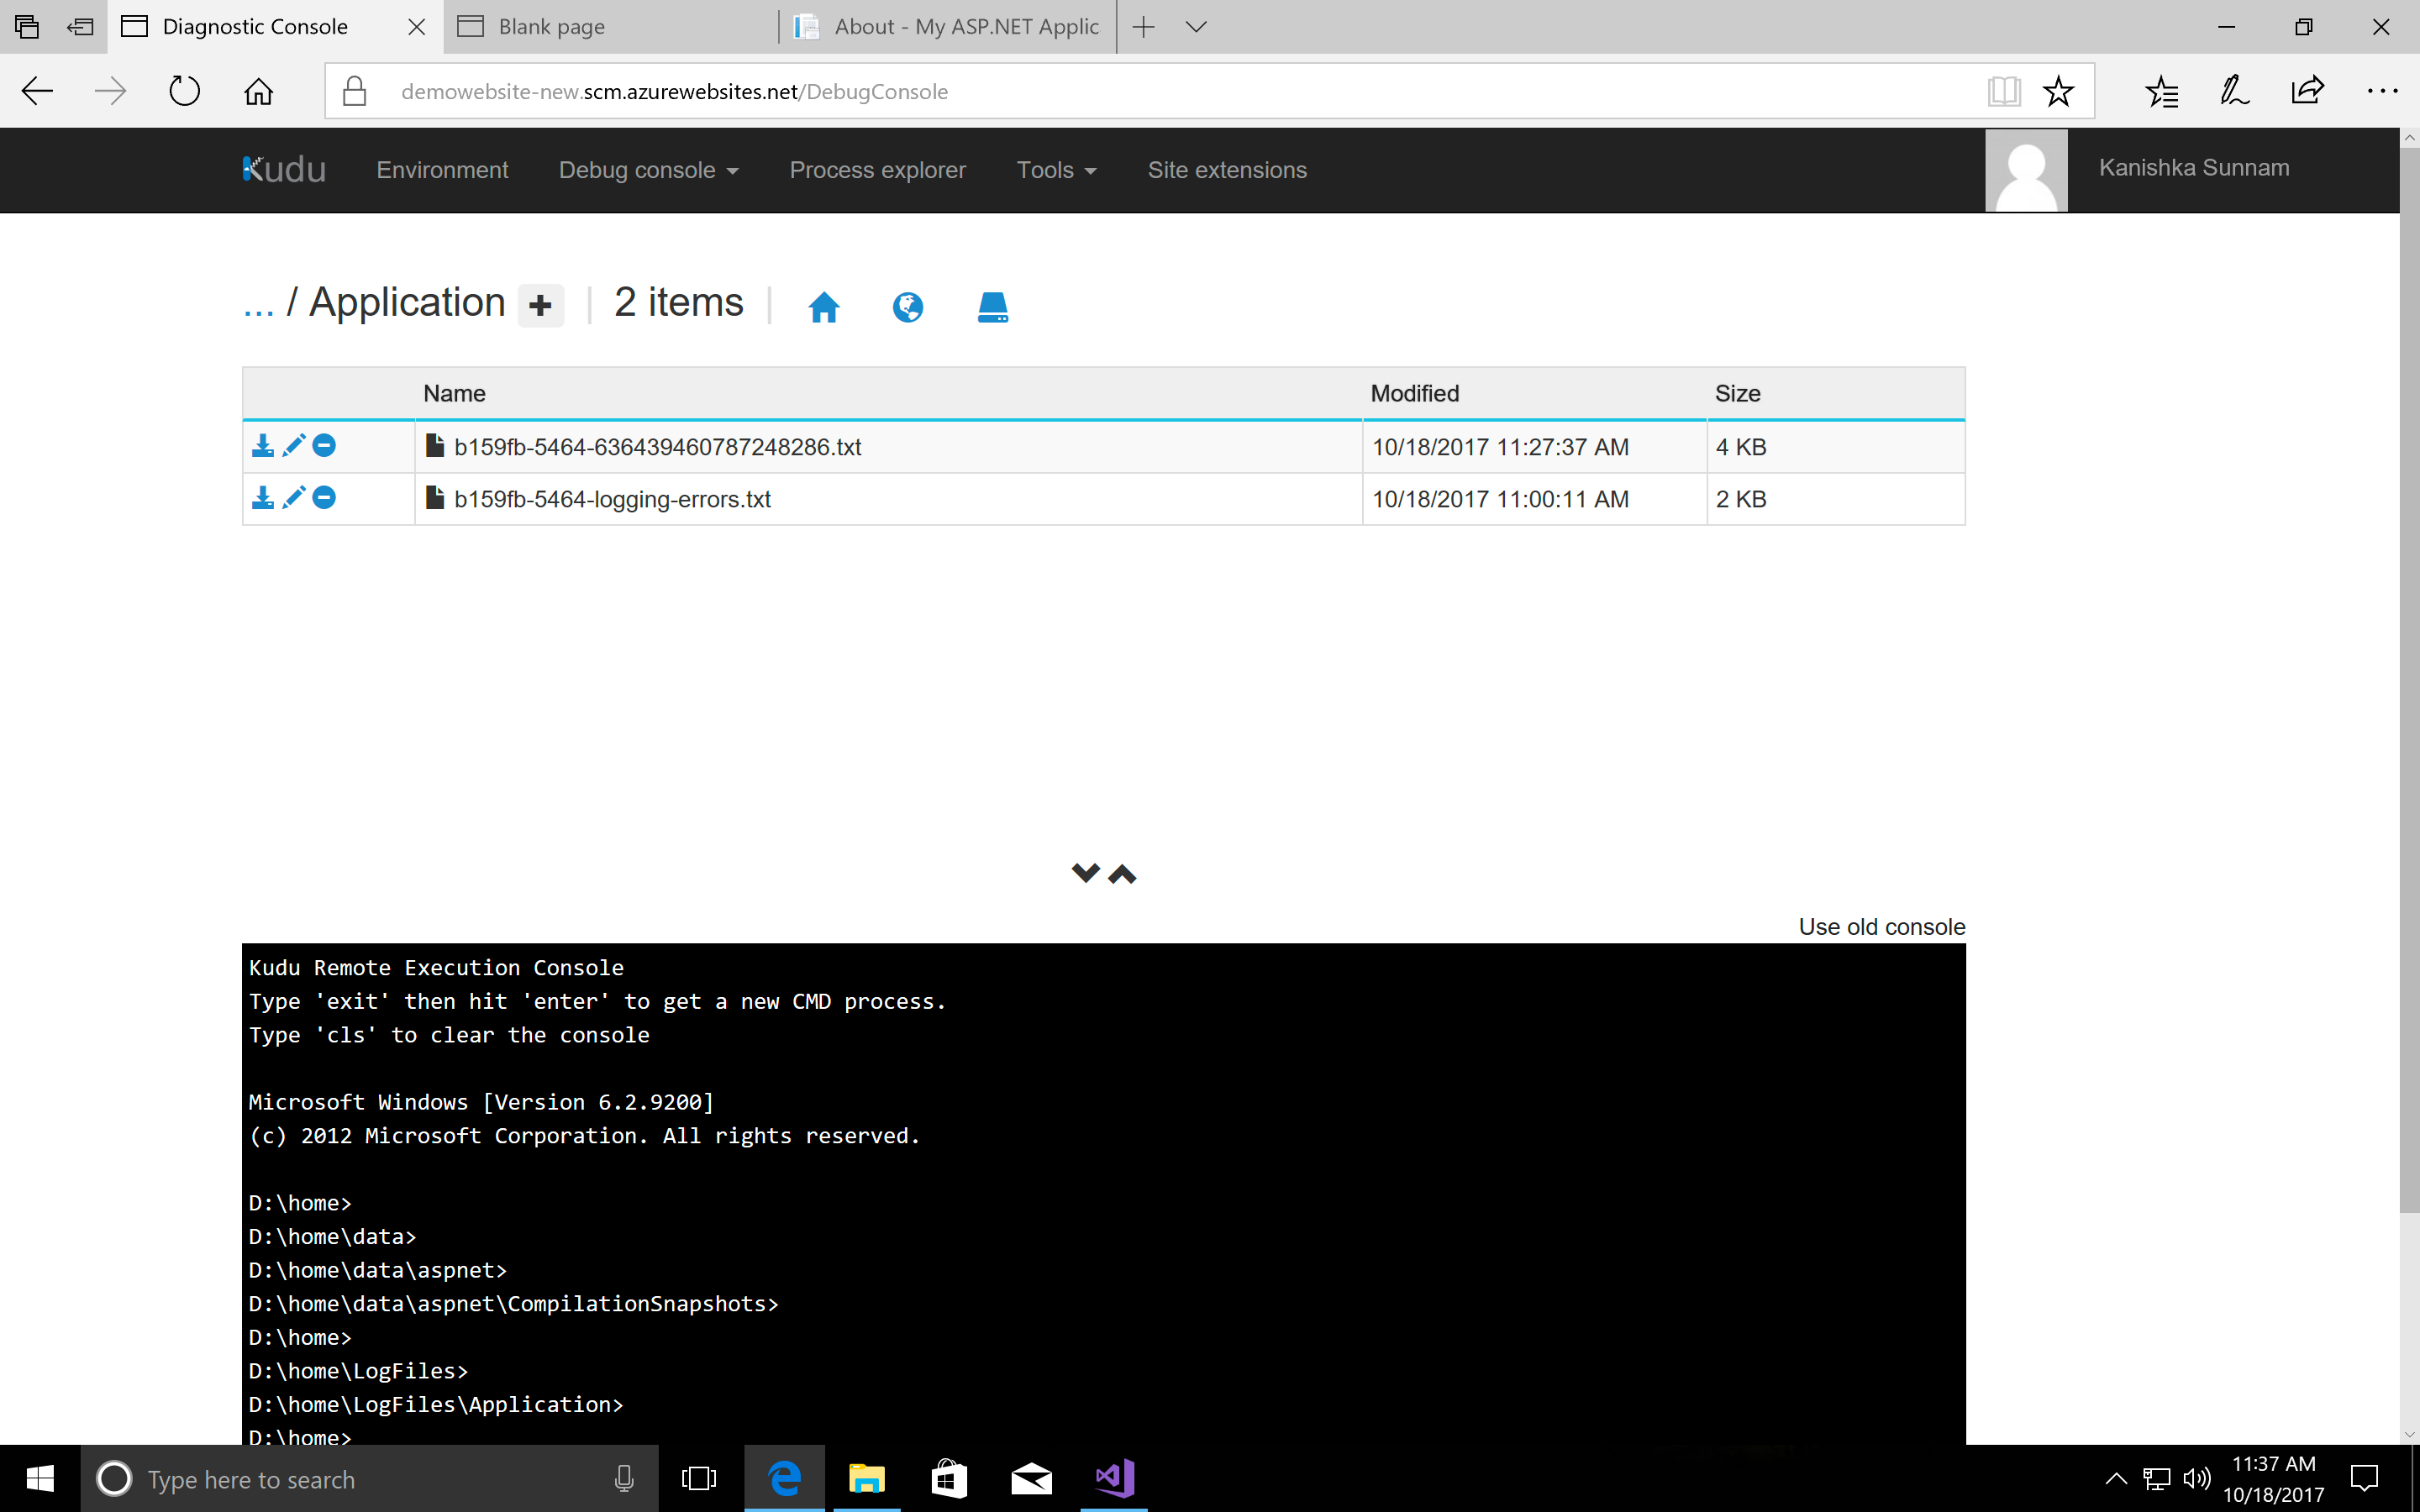 Diagnostic Console
Blank page
About - My ASP.NET Applic
demowebsite-new.scm.azurewebsites.net/DebugConsole
Kudu
Environment
Debug console
Process explorer
Tools
Site extensions
Kanishka Sunnam
... / Application
2 items
Name Modified Size
b159fb-5464-636439460787248286.txt 10/18/2017 11:27:37 AM 4 KB
b159fb-5464-logging-errors.txt 10/18/2017 11:00:11 AM 2 KB
Use old console
Kudu Remote Execution Console
Type 'exit' then hit 'enter' to get a new CMD process.
Type 'cls' to clear the console
Microsoft Windows [Version 6.2.9200]
(c) 2012 Microsoft Corporation. All rights reserved.
D:\home>
D:\home\data>
D:\home\data\aspnet>
D:\home\data\aspnet\CompilationSnapshots>
D:\home>
D:\home\LogFiles>
D:\home\LogFiles\Application>
D:\home>
Type here to search
11:37 AM
10/18/2017